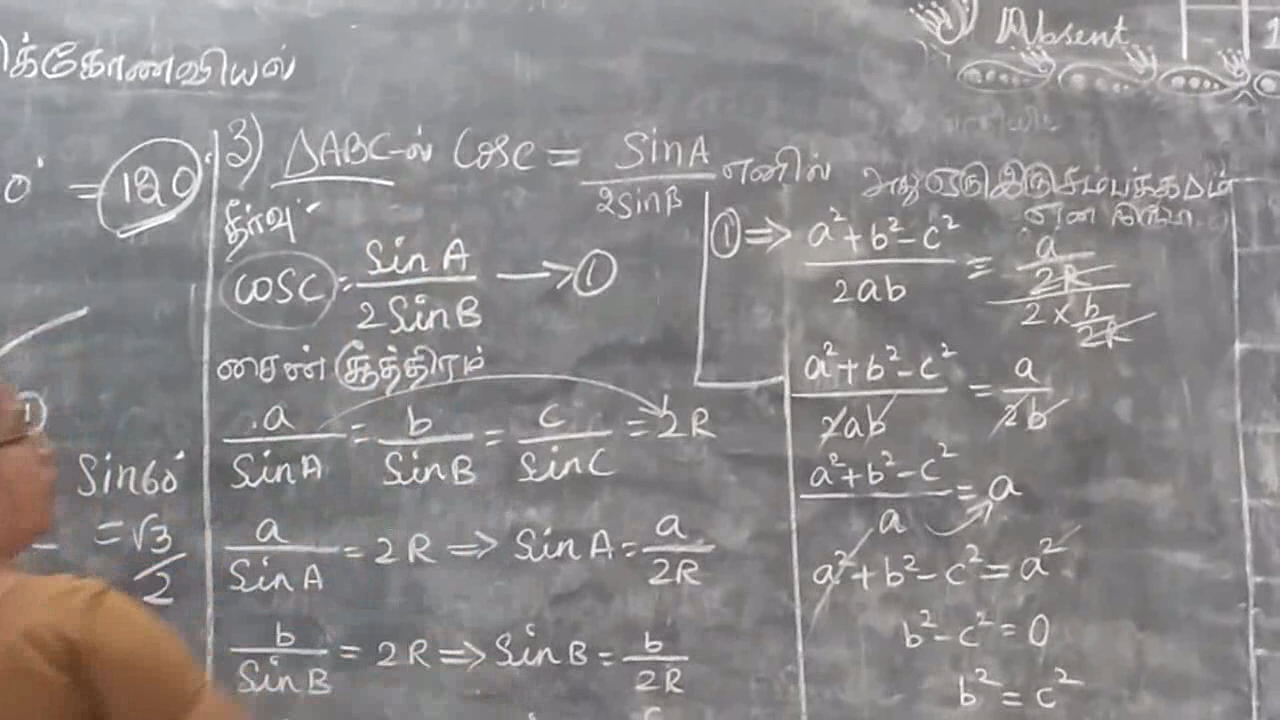 Absent
0° = 120°
Sin60°
= √3/2
3) ΔABC-ல் cosC = SinA / 2SinB எனில் அது ஒரு இருசமபக்கம் என
தீர்வு
cosC = SinA / 2SinB → ①
சைன் சூத்திரம்
a/SinA = b/SinB = c/SinC = 2R
a/SinA = 2R ⇒ SinA = a/2R
b/SinB = 2R ⇒ SinB = b/2R
① ⇒ (a² + b² - c²) / 2ab = (a/2R) / (2 × b/2R)
(a² + b² - c²) / 2ab = a / 2b
(a² + b² - c²) / a = a
a² + b² - c² = a²
b² - c² = 0
b² = c²